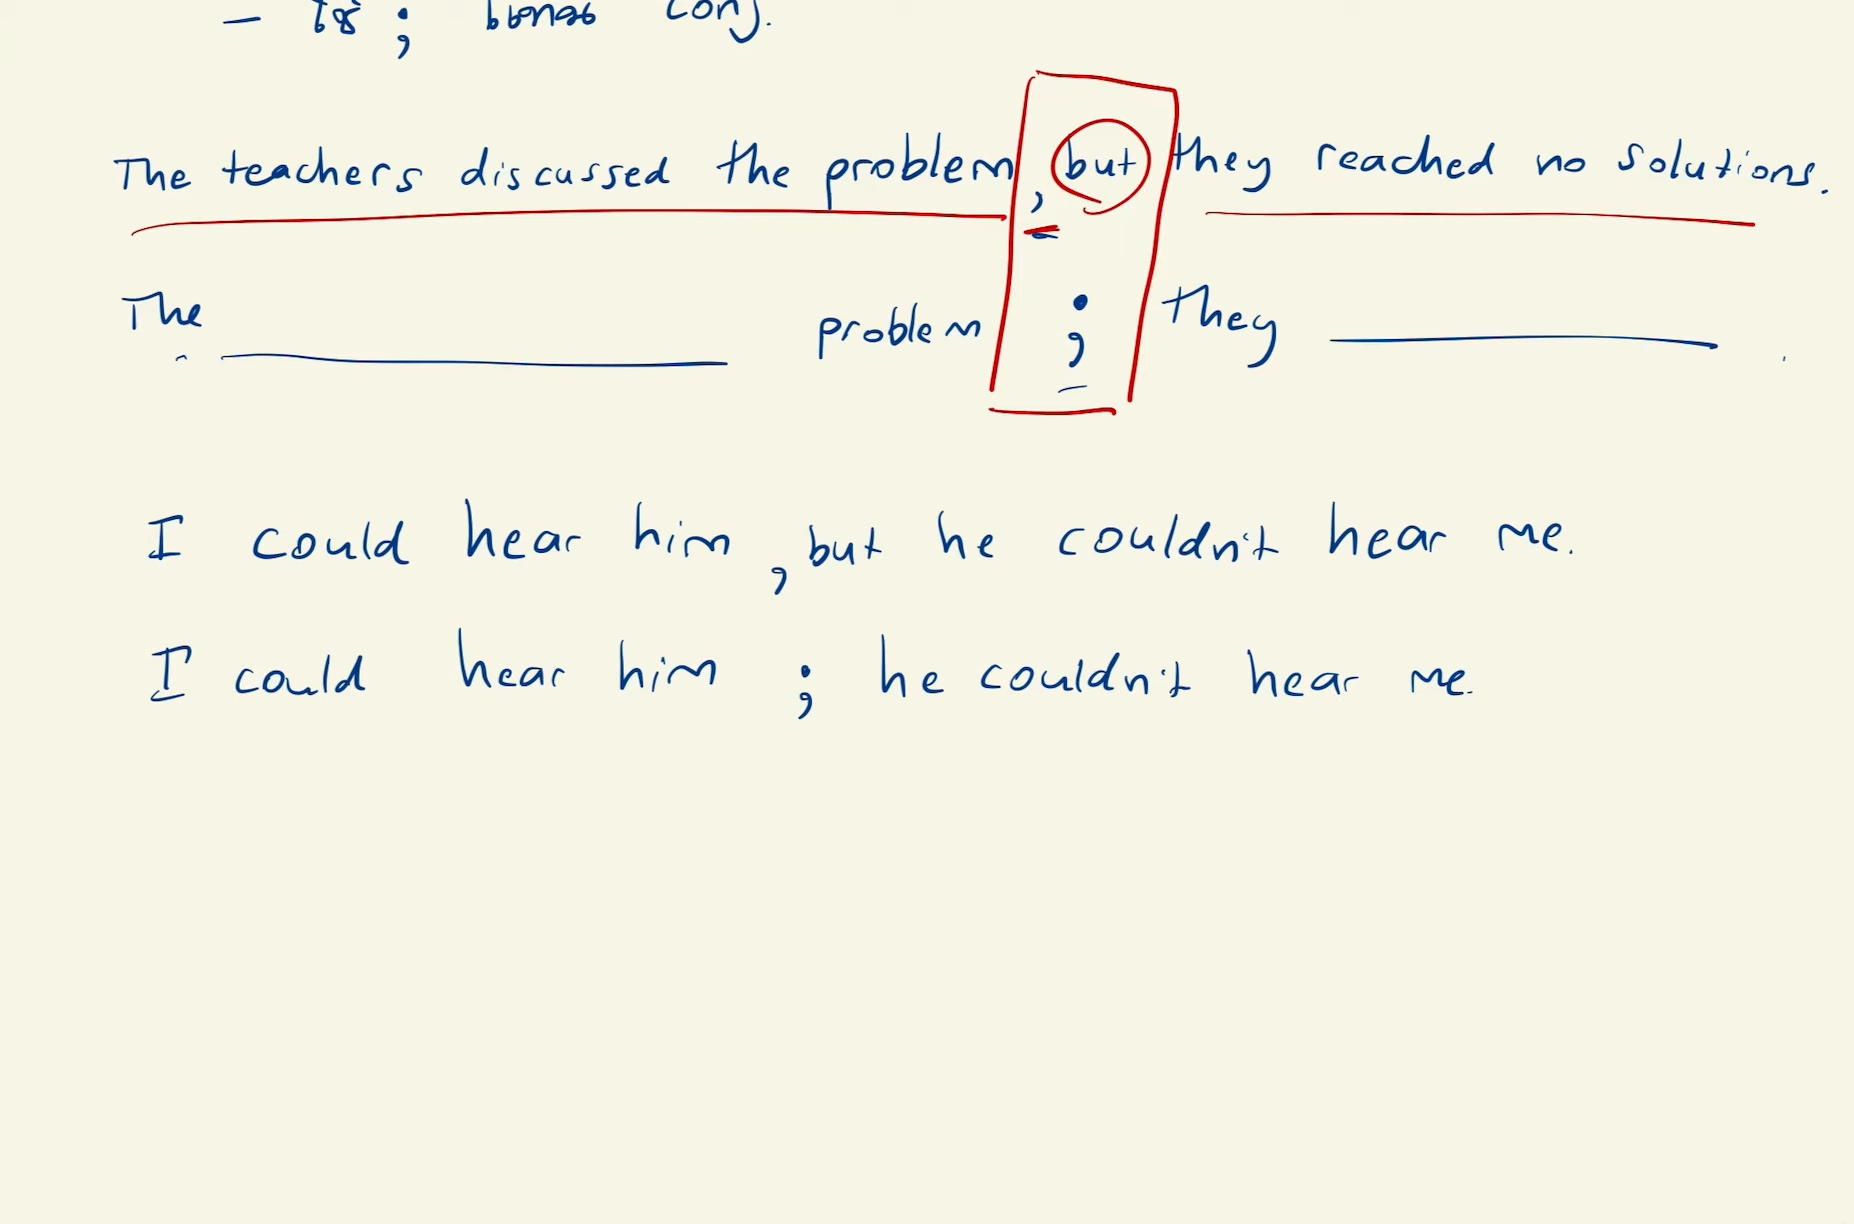 – ; conj.
The teachers discussed the problem, but they reached no solutions.
The problem ; they .
I could hear him, but he couldn't hear me.
I could hear him ; he couldn't hear me.